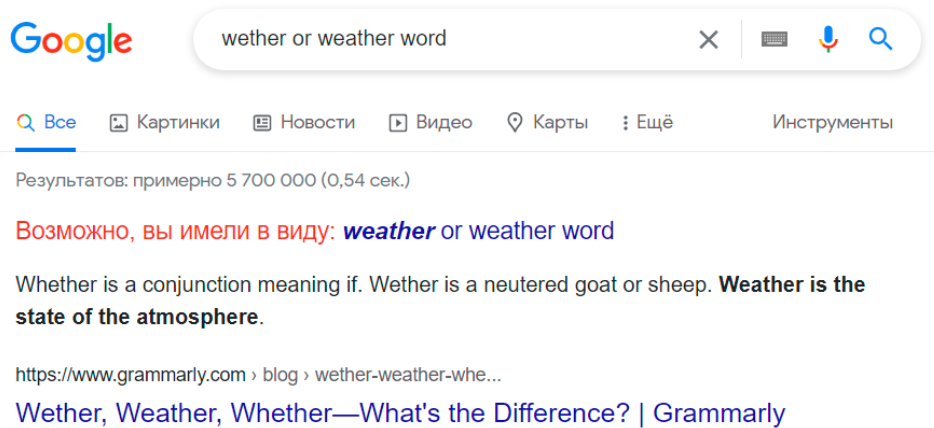 Google wether or weather word
Все Картинки Новости Видео Карты Ещё Инструменты
Результатов: примерно 5 700 000 (0,54 сек.)
Возможно, вы имели в виду: weather or weather word
Whether is a conjunction meaning if. Wether is a neutered goat or sheep. Weather is the
state of the atmosphere.
https://www.grammarly.com › blog › wether-weather-whe...
Wether, Weather, Whether—What's the Difference? | Grammarly